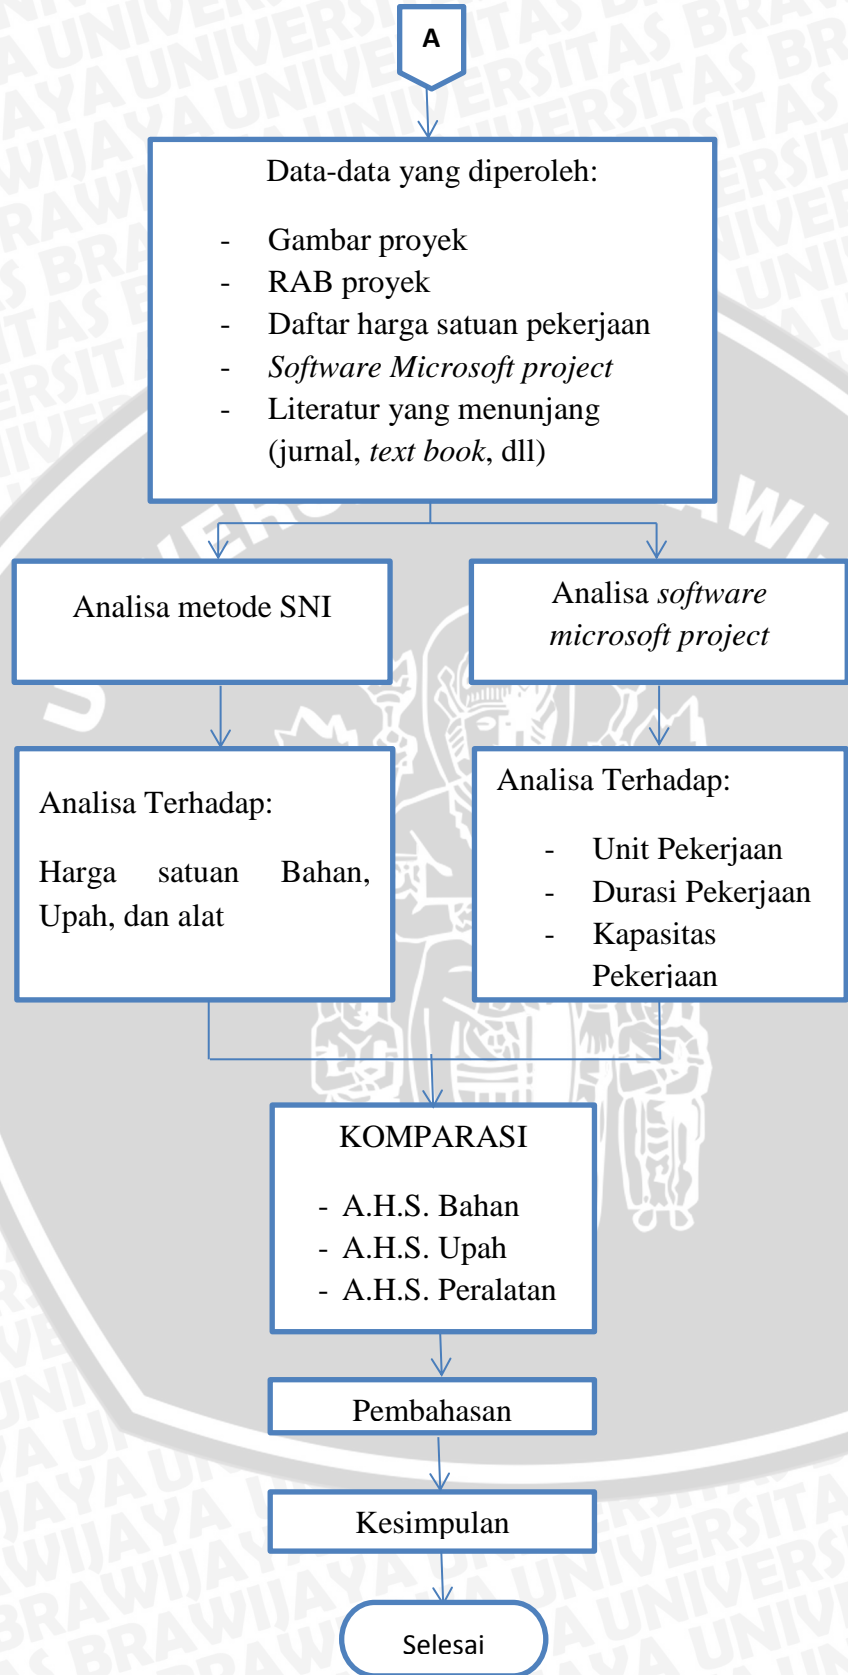 A
Data-data yang diperoleh:
- Gambar proyek
- RAB proyek
- Daftar harga satuan pekerjaan
- Software Microsoft project
- Literatur yang menunjang
(jurnal, text book, dll)
Analisa metode SNI
Analisa software
microsoft project
Analisa Terhadap:
Harga satuan Bahan,
Upah, dan alat
Analisa Terhadap:
- Unit Pekerjaan
- Durasi Pekerjaan
- Kapasitas
Pekerjaan
KOMPARASI
- A.H.S. Bahan
- A.H.S. Upah
- A.H.S. Peralatan
Pembahasan
Kesimpulan
Selesai